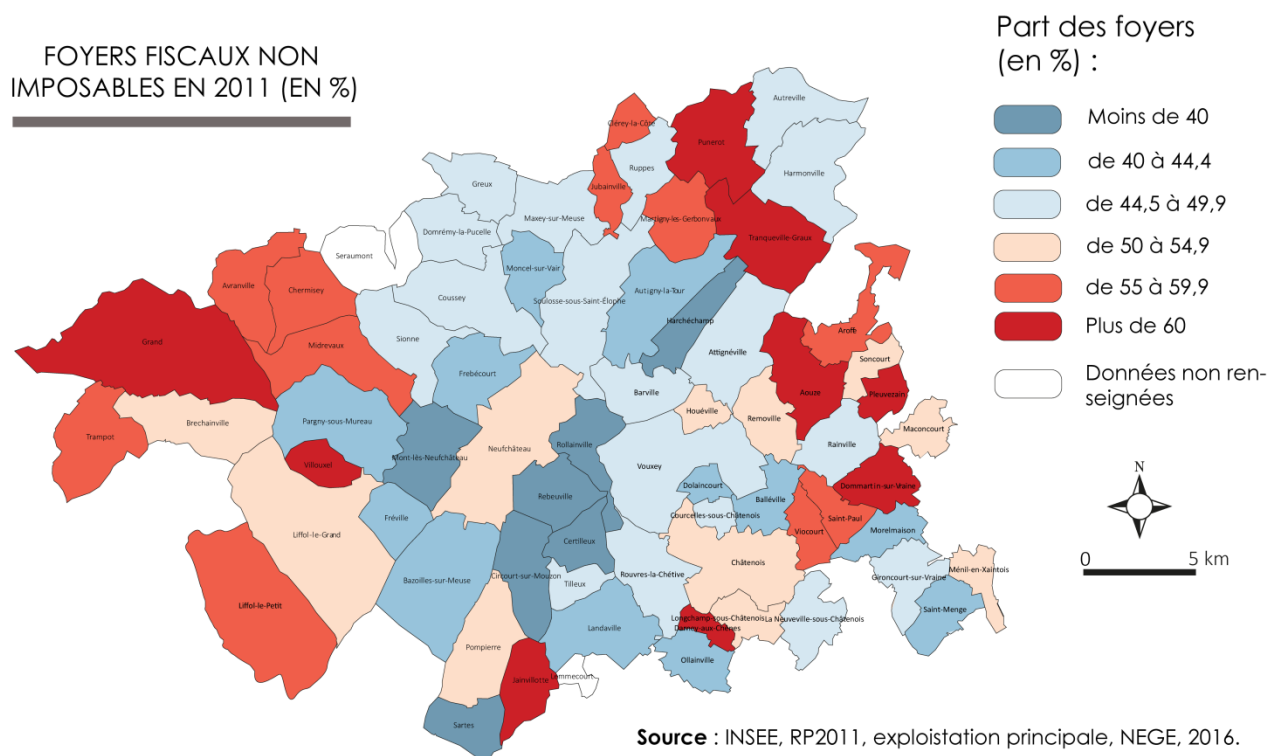 FOYERS FISCAUX NON
IMPOSABLES EN 2011 (EN %)
Part des foyers
(en %) :
Moins de 40
de 40 à 44,4
de 44,5 à 49,9
de 50 à 54,9
de 55 à 59,9
Plus de 60
Données non ren-
seignées
N
0 5 km
Autreville
Clérey-la-Côte
Punerot
Ruppes
Harmonville
Greux
Jubainville
Maxey-sur-Meuse
Martigny-les-Gerbonvaux
Domrémy-la-Pucelle
Tranqueville-Graux
Seraumont
Moncel-sur-Vair
Avranville
Chermisey
Coussey
Soulosse-sous-Saint-Élophe
Autigny-la-Tour
Harchéchamp
Aroffe
Grand
Midrevaux
Sionne
Attignéville
Soncourt
Frebécourt
Aouze
Barville
Pleuvezain
Houéville
Removille
Brechainville
Pargny-sous-Mureau
Maconcourt
Trampot
Rollainville
Rainville
Neufchâteau
Mont-lès-Neufchâteau
Villouxel
Vouxey
Rebeuville
Dolaincourt
Dommartin-sur-Vraine
Balléville
Fréville
Courcelles-sous-Châtenois
Saint-Paul
Viocourt
Morelmaison
Liffol-le-Grand
Certilleux
Châtenois
Ménil-en-Xaintois
Bazoilles-sur-Meuse
Circourt-sur-Mouzon
Rouvres-la-Chétive
Gironcourt-sur-Vraine
Tilleux
Liffol-le-Petit
Saint-Menge
Longchamp-sous-Châtenois
La Neuveville-sous-Châtenois
Landaville
Darney-aux-Chênes
Ollainville
Pompierre
Jainvillotte
Lemmecourt
Sartes
Source : INSEE, RP2011, exploistation principale, NEGE, 2016.